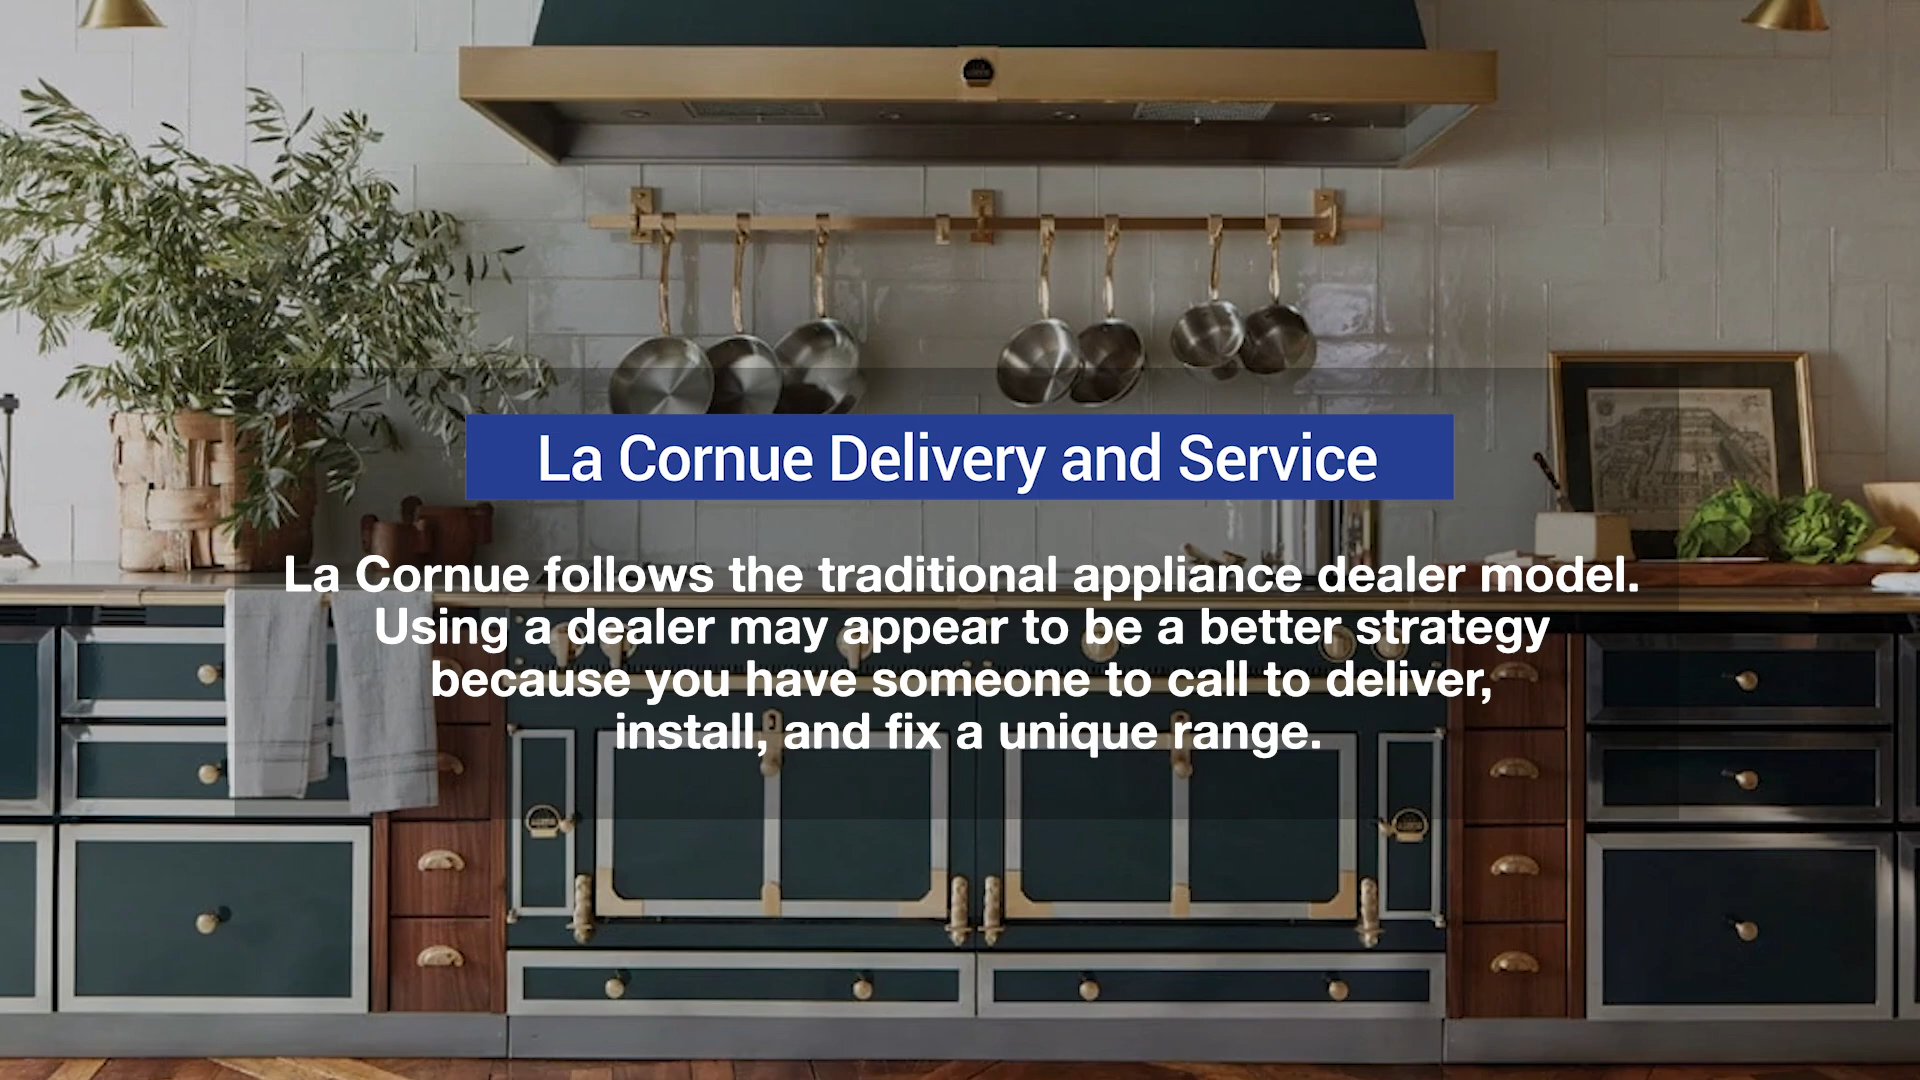 La Cornue Delivery and Service
La Cornue follows the traditional appliance dealer model.
Using a dealer may appear to be a better strategy
because you have someone to call to deliver,
install, and fix a unique range.